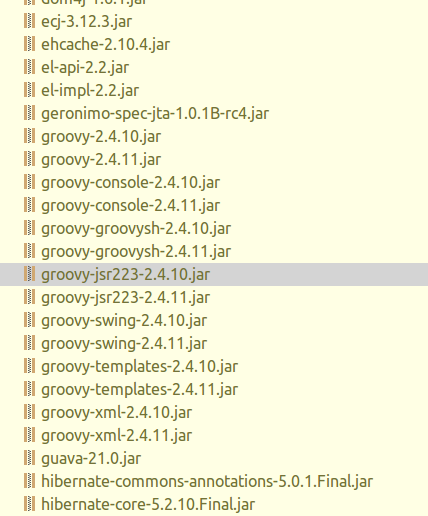 dom4j-1.6.1.jar
ecj-3.12.3.jar
ehcache-2.10.4.jar
el-api-2.2.jar
el-impl-2.2.jar
geronimo-spec-jta-1.0.1B-rc4.jar
groovy-2.4.10.jar
groovy-2.4.11.jar
groovy-console-2.4.10.jar
groovy-console-2.4.11.jar
groovy-groovysh-2.4.10.jar
groovy-groovysh-2.4.11.jar
groovy-jsr223-2.4.10.jar
groovy-jsr223-2.4.11.jar
groovy-swing-2.4.10.jar
groovy-swing-2.4.11.jar
groovy-templates-2.4.10.jar
groovy-templates-2.4.11.jar
groovy-xml-2.4.10.jar
groovy-xml-2.4.11.jar
guava-21.0.jar
hibernate-commons-annotations-5.0.1.Final.jar
hibernate-core-5.2.10.Final.jar